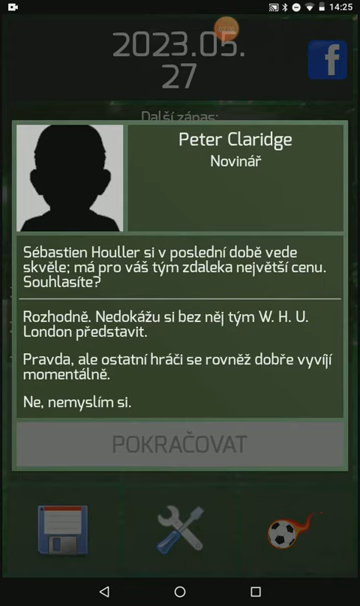 14:25
2023.05.
27
f
Další zápas:
Peter Claridge
Novinář
Sébastien Houller si v poslední době vede
skvěle; má pro váš tým zdaleka největší cenu.
Souhlasíte?
Rozhodně. Nedokážu si bez něj tým W. H. U.
London představit.
Pravda, ale ostatní hráči se rovněž dobře vyvíjí
momentálně.
Ne, nemyslím si.
POKRAČOVAT